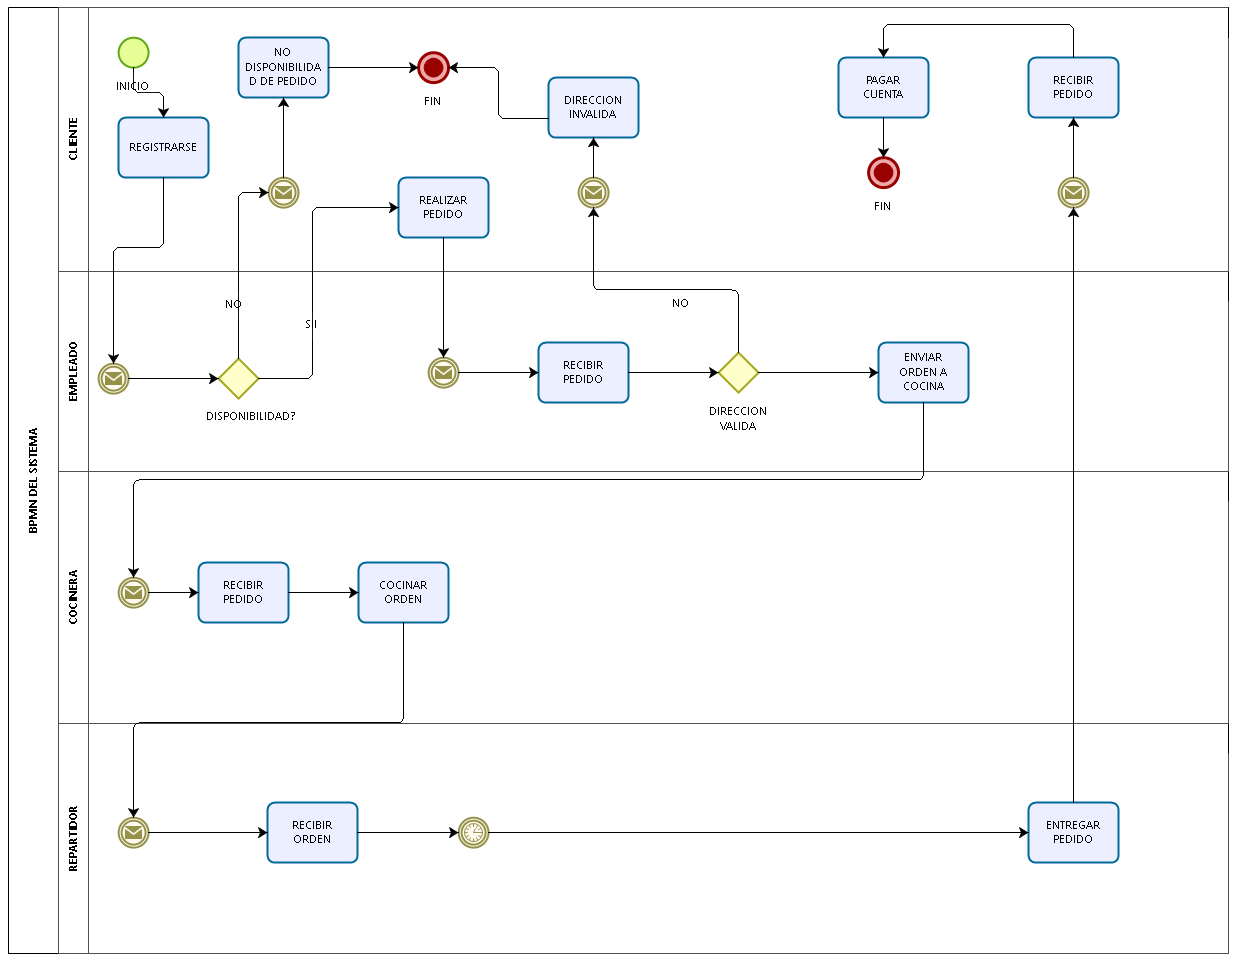 BPMN DEL SISTEMA
CLIENTE
INICIO
REGISTRARSE
NO
DISPONIBILIDA
D DE PEDIDO
FIN
REALIZAR
PEDIDO
DIRECCION
INVALIDA
PAGAR
CUENTA
FIN
RECIBIR
PEDIDO
EMPLEADO
NO
SII
DISPONIBILIDAD?
RECIBIR
PEDIDO
NO
DIRECCION
VALIDA
ENVIAR
ORDEN A
COCINA
COCINERA
RECIBIR
PEDIDO
COCINAR
ORDEN
REPARTIDOR
RECIBIR
ORDEN
ENTREGAR
PEDIDO